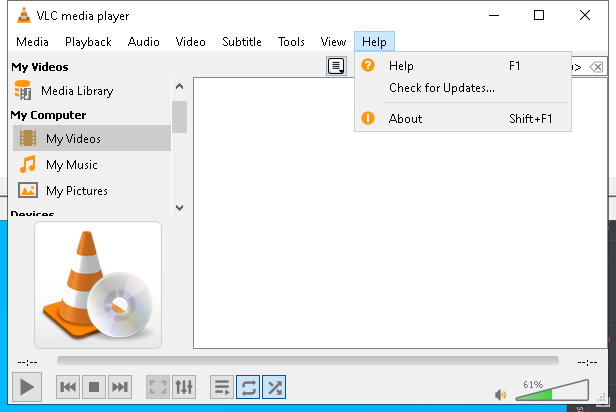 VLC media player
Media Playback Audio Video Subtitle Tools View Help
My Videos
Media Library
My Computer
My Videos
My Music
My Pictures
Devices
Help F1
Check for Updates...
About Shift+F1
--:-- --:--
61%